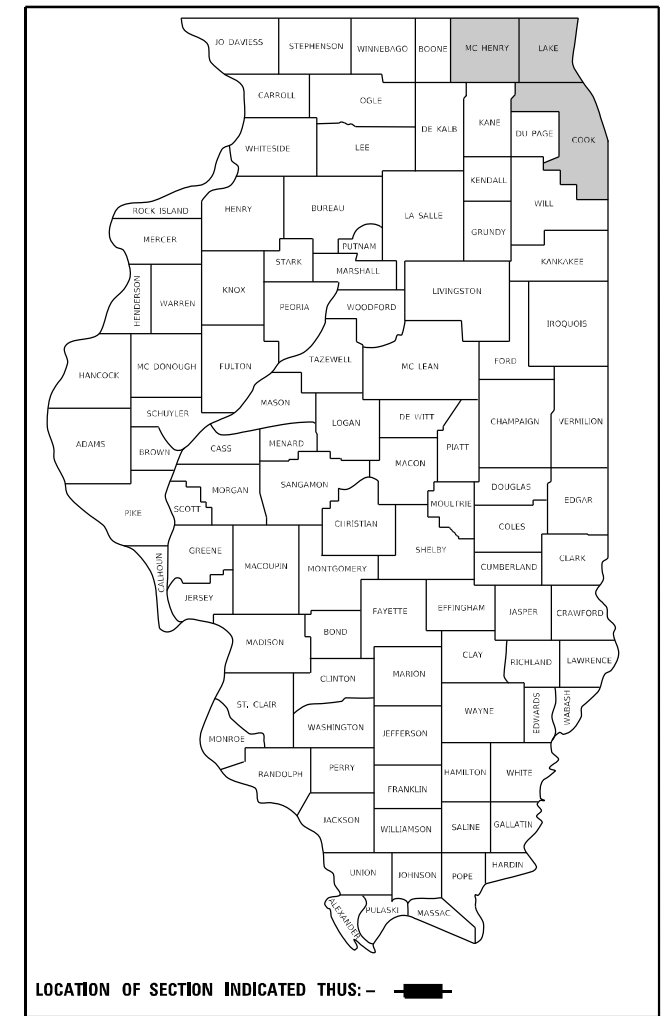 JO DAVIESS
STEPHENSON
WINNEBAGO
BOONE
MC HENRY
LAKE
CARROLL
OGLE
DE KALB
KANE
DU PAGE
COOK
WHITESIDE
LEE
KENDALL
WILL
ROCK ISLAND
HENRY
BUREAU
LA SALLE
GRUNDY
MERCER
PUTNAM
STARK
MARSHALL
KANKAKEE
HENDERSON
WARREN
KNOX
PEORIA
WOODFORD
LIVINGSTON
IROQUOIS
HANCOCK
MC DONOUGH
FULTON
TAZEWELL
MC LEAN
FORD
MASON
SCHUYLER
LOGAN
DE WITT
CHAMPAIGN
VERMILION
ADAMS
BROWN
CASS
MENARD
PIATT
MACON
MORGAN
SANGAMON
DOUGLAS
EDGAR
PIKE
SCOTT
MOULTRIE
CHRISTIAN
COLES
GREENE
MACOUPIN
MONTGOMERY
SHELBY
CUMBERLAND
CLARK
CALHOUN
JERSEY
FAYETTE
EFFINGHAM
JASPER
CRAWFORD
MADISON
BOND
CLAY
RICHLAND
LAWRENCE
CLINTON
MARION
ST. CLAIR
WAYNE
EDWARDS
WABASH
WASHINGTON
JEFFERSON
MONROE
RANDOLPH
PERRY
HAMILTON
WHITE
FRANKLIN
JACKSON
WILLIAMSON
SALINE
GALLATIN
UNION
JOHNSON
POPE
HARDIN
ALEXANDER
PULASKI
MASSAC
LOCATION OF SECTION INDICATED THUS: –